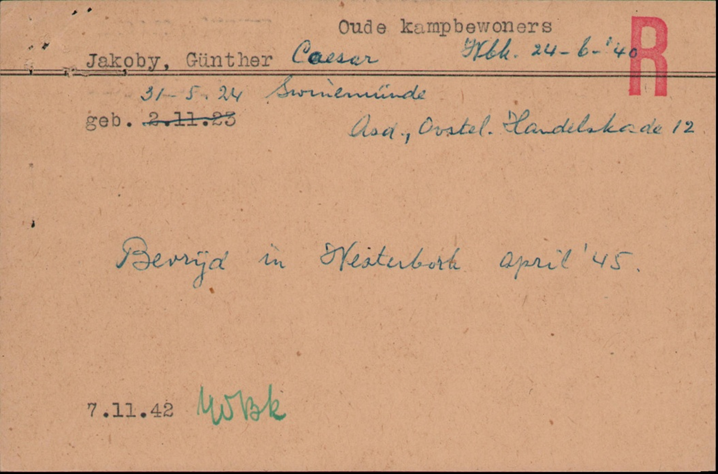 Oude kampbewoners
R
Jakoby, Günther Caesar Wbk. 24-6-'40
31-5-24 Swinemünde
geb. 2.11.23
Asd., Oostel. Handelskade 12
Bevrijd in Westerbork april '45.
7.11.42 WBk